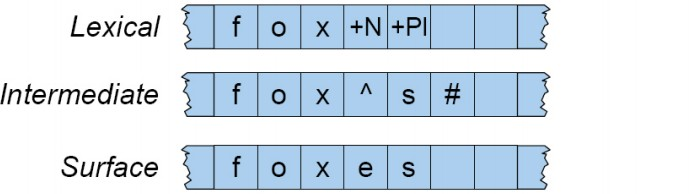 Lexical f o x +N +Pl
Intermediate f o x ^ s #
Surface f o x e s